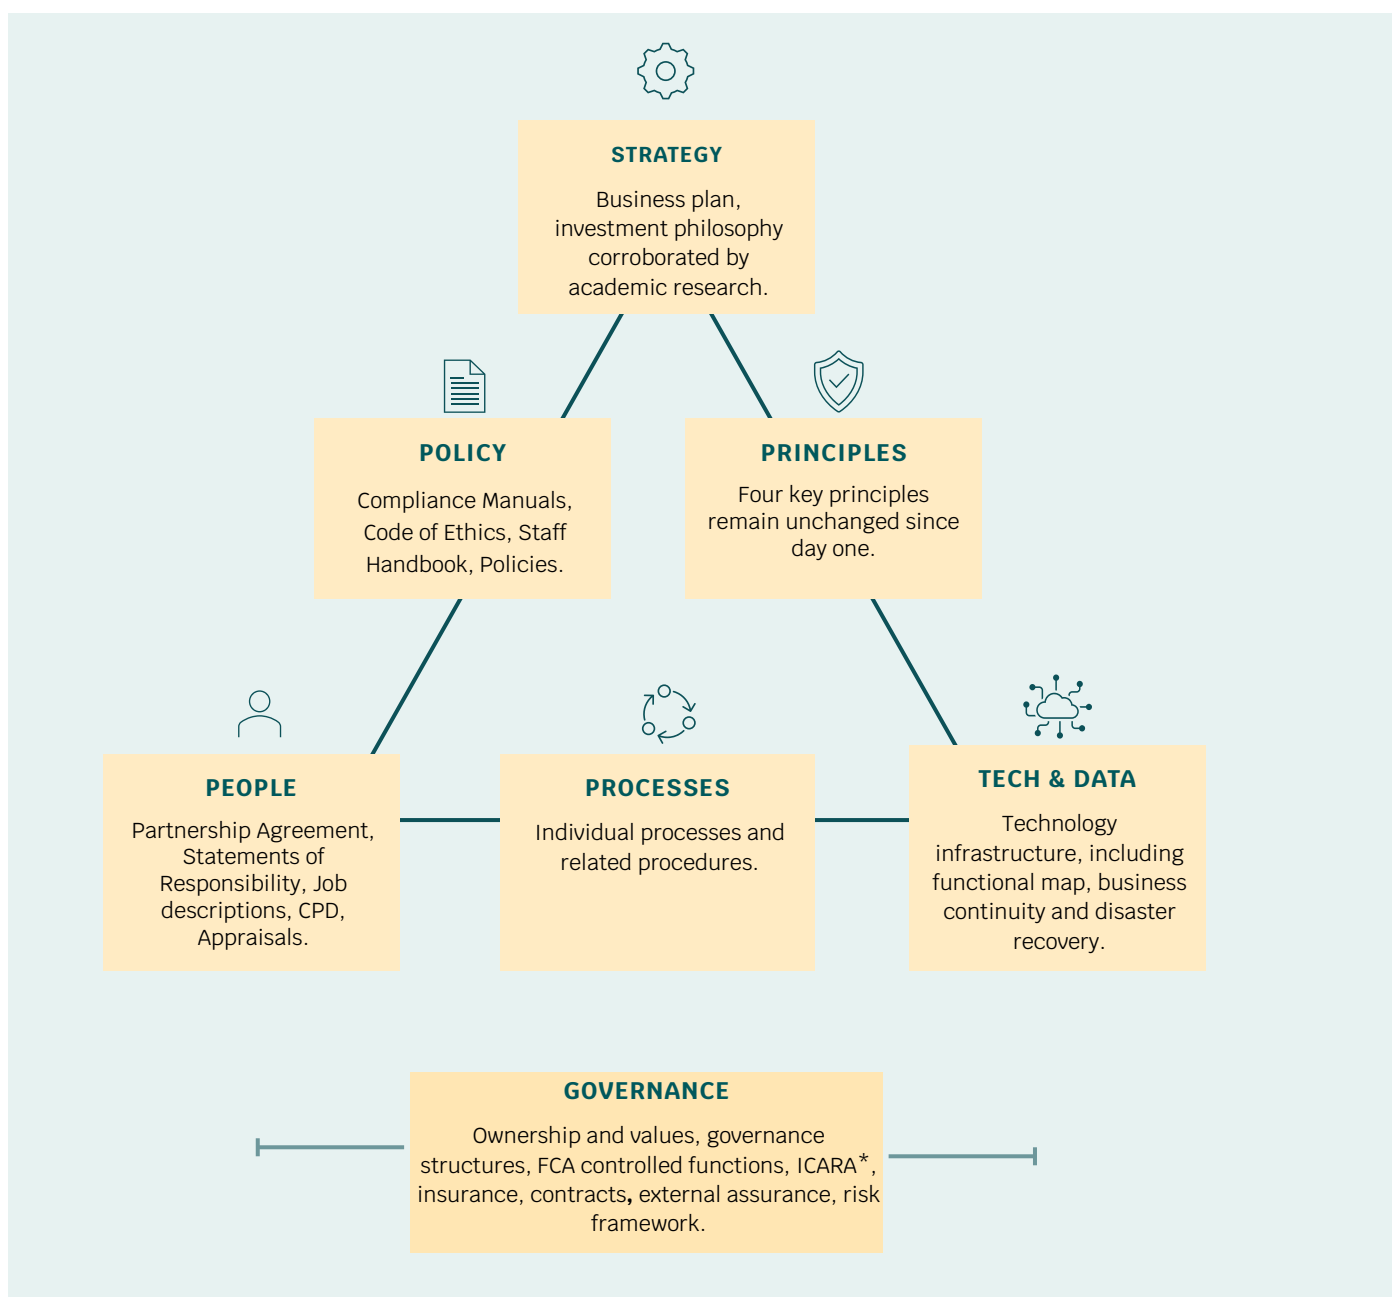 STRATEGY
Business plan,
investment philosophy
corroborated by
academic research.
POLICY
Compliance Manuals,
Code of Ethics, Staff
Handbook, Policies.
PRINCIPLES
Four key principles
remain unchanged since
day one.
PEOPLE
Partnership Agreement,
Statements of
Responsibility, Job
descriptions, CPD,
Appraisals.
PROCESSES
Individual processes and
related procedures.
TECH & DATA
Technology
infrastructure, including
functional map, business
continuity and disaster
recovery.
GOVERNANCE
Ownership and values, governance
structures, FCA controlled functions, ICARA*,
insurance, contracts, external assurance, risk
framework.